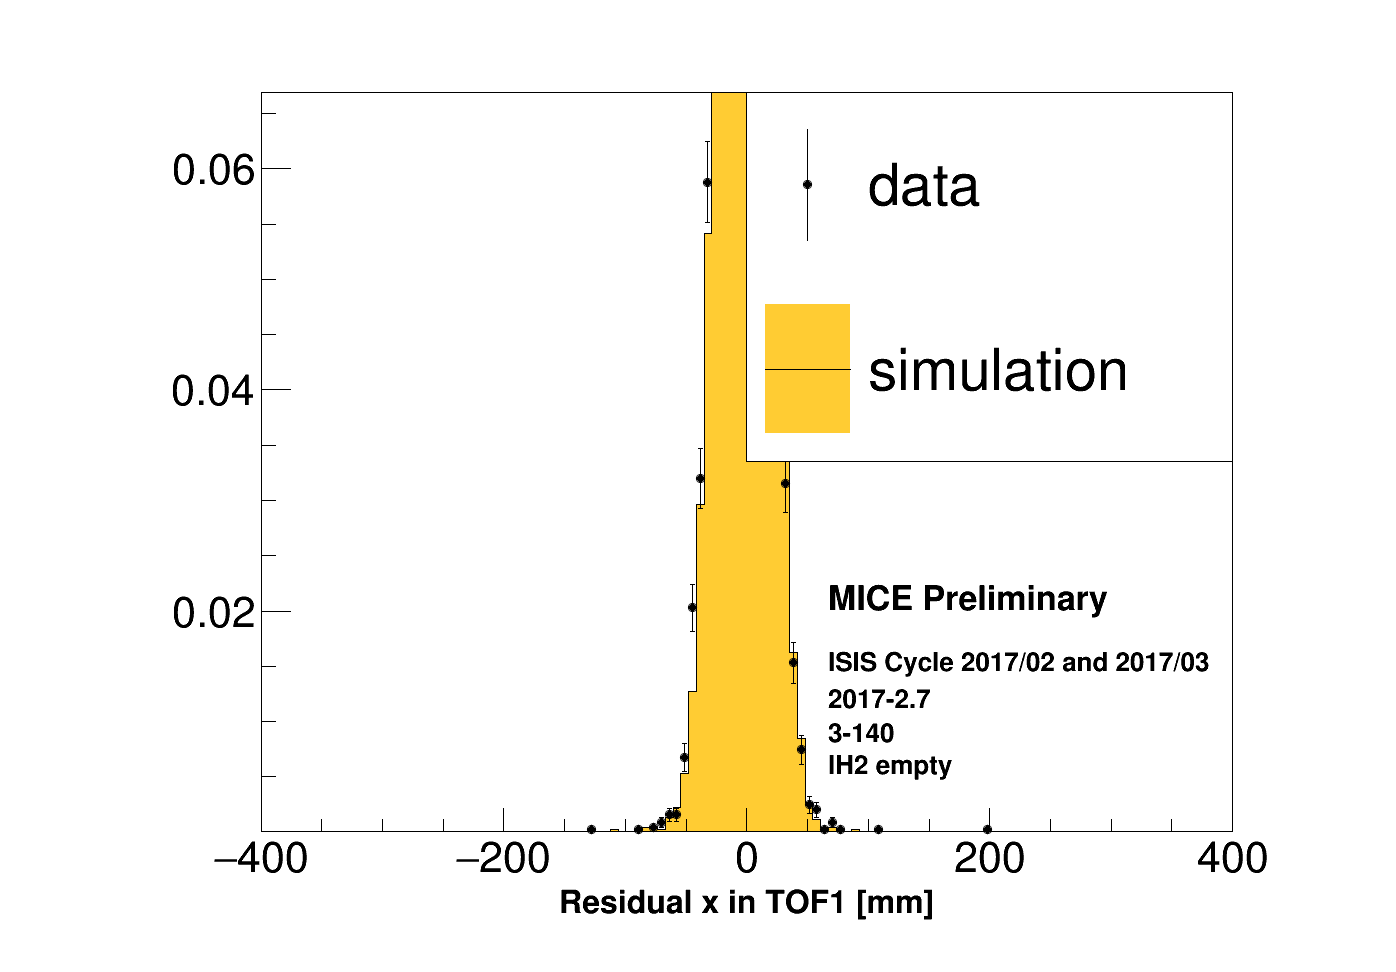 0.06
0.04
0.02
data
simulation
MICE Preliminary
ISIS Cycle 2017/02 and 2017/03
2017-2.7
3-140
IH2 empty
−400 −200 0 200 400
Residual x in TOF1 [mm]